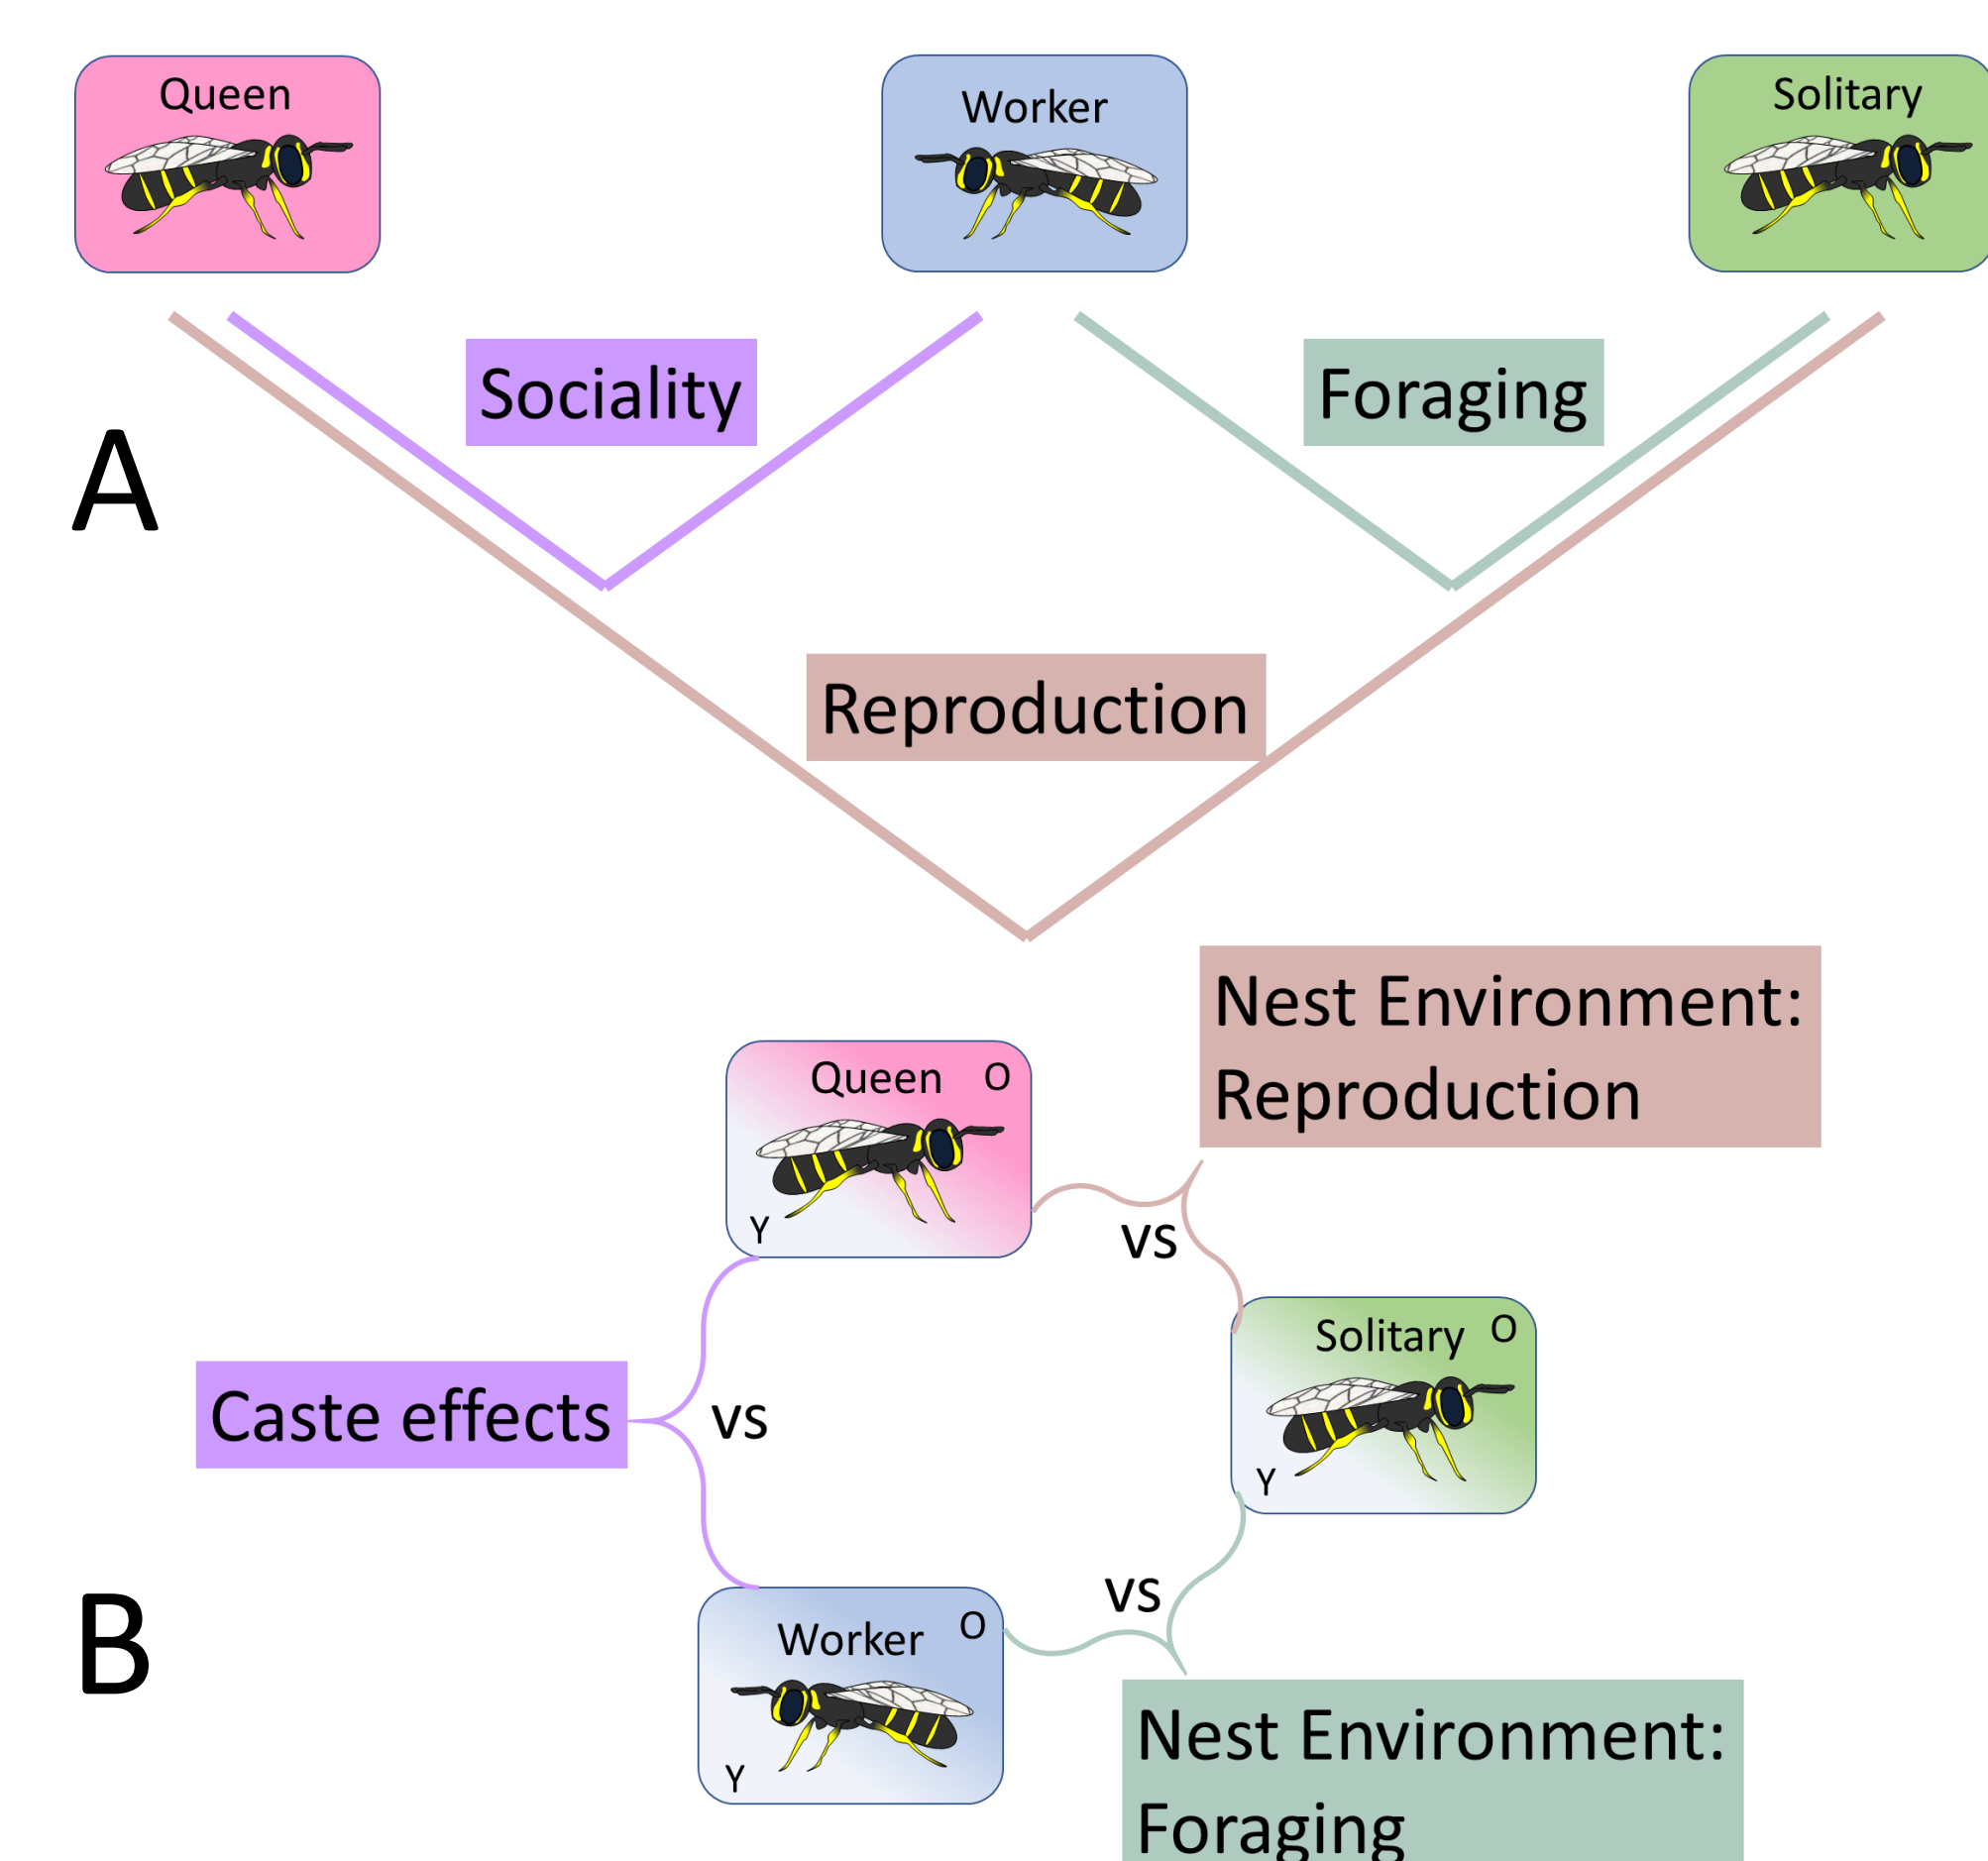 Queen
Worker
Solitary
Sociality
Foraging
A
Reproduction
Nest Environment:
Reproduction
Queen O
Y
vs
Solitary O
Y
Caste effects
vs
vs
B
Worker O
Y
Nest Environment:
Foraging